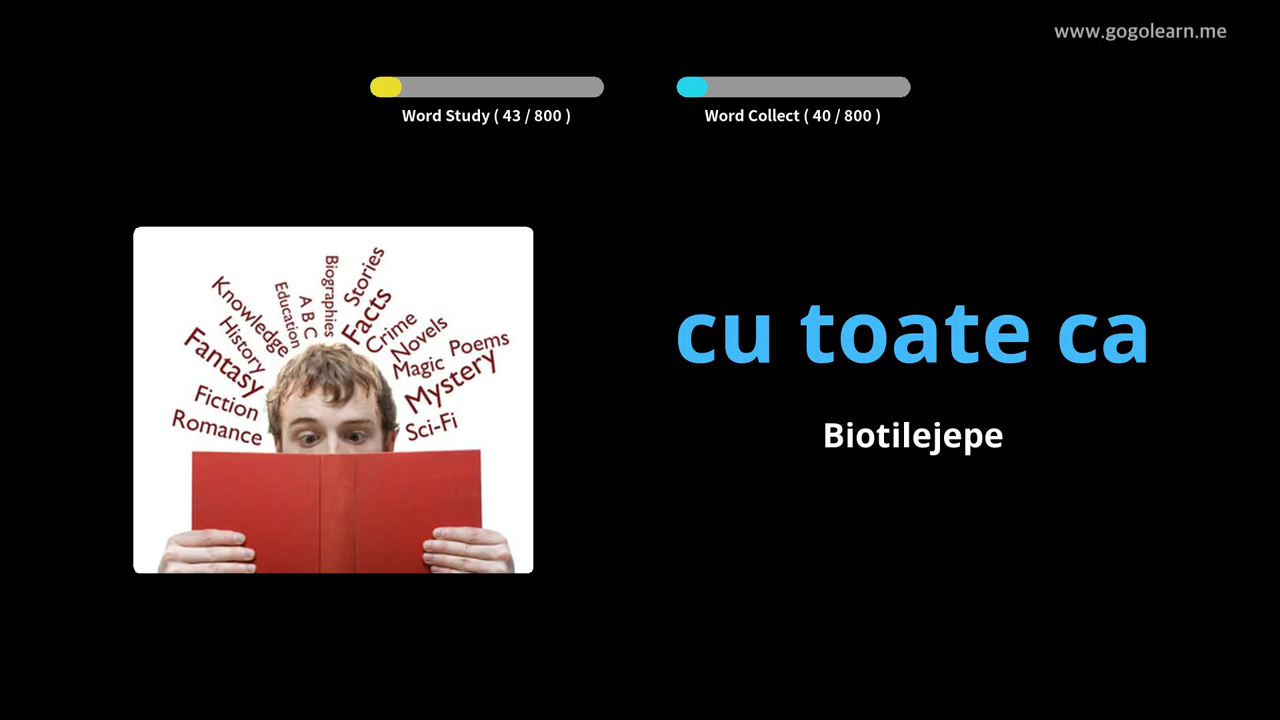 www.gogolearn.me
Word Study ( 43 / 800 )
Word Collect ( 40 / 800 )
Knowledge
History
Fantasy
Fiction
Romance
Education
A B C
Biographies
Stories
Facts
Crime
Novels
Magic
Poems
Mystery
Sci-Fi
cu toate ca
Biotilejepe